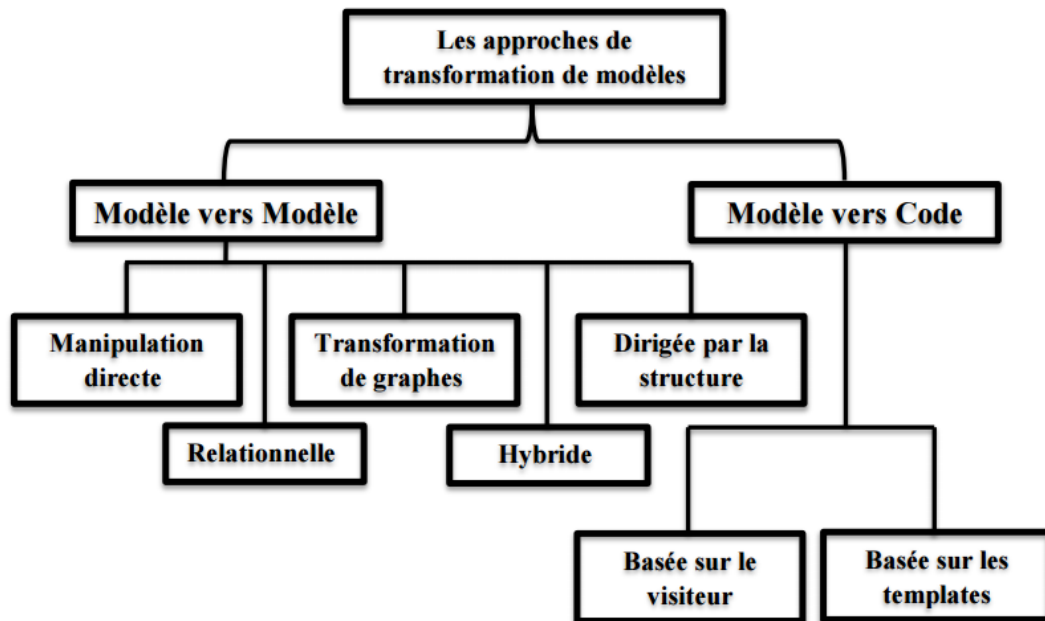 Les approches de
transformation de modèles
Modèle vers Modèle
Modèle vers Code
Manipulation
directe
Transformation
de graphes
Dirigée par la
structure
Relationnelle
Hybride
Basée sur le
visiteur
Basée sur les
templates